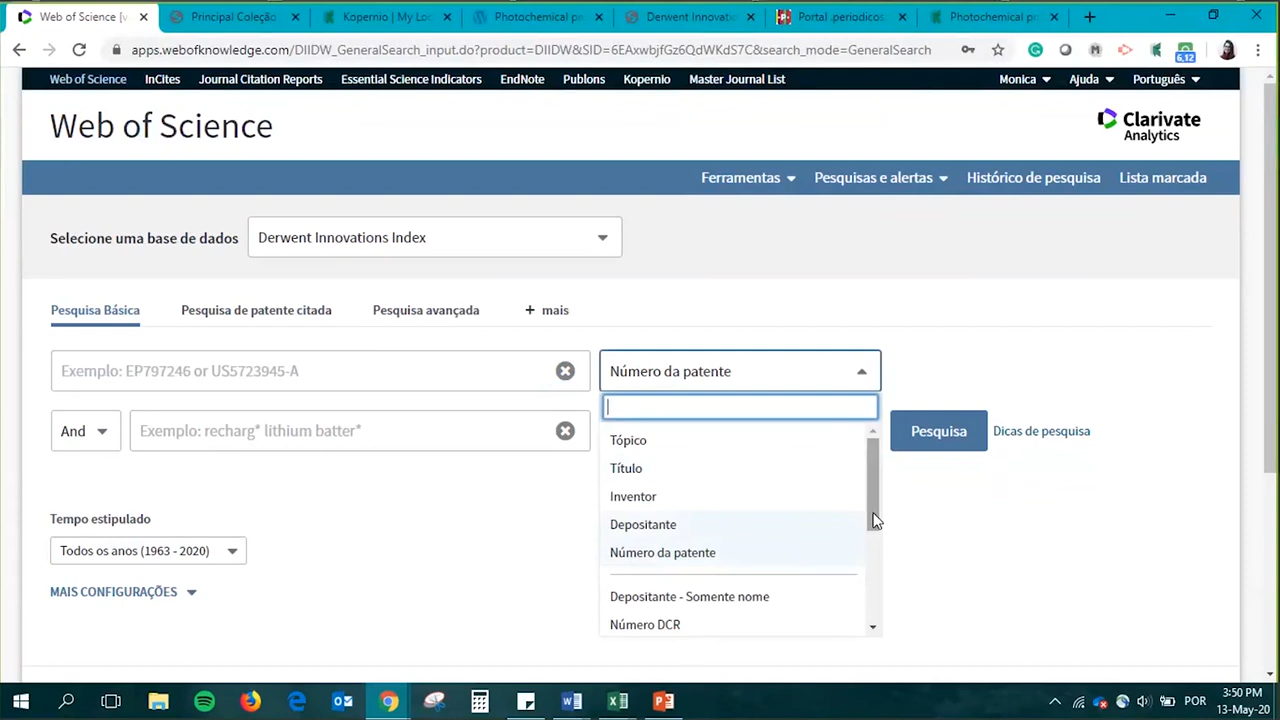 Web of Science [v
Principal Coleção
Kopernio | My Loc
Photochemical pr
Derwent Innovatio
Portal .periodicos.
Photochemical pro
apps.webofknowledge.com/DIIDW_GeneralSearch_input.do?product=DIIDW&SID=6EAxwbjfGz6QdWKdS7C&search_mode=GeneralSearch
6.12
Web of Science InCites Journal Citation Reports Essential Science Indicators EndNote Publons Kopernio Master Journal List Monica Ajuda Português
Web of Science
Clarivate
Analytics
Ferramentas Pesquisas e alertas Histórico de pesquisa Lista marcada
Selecione uma base de dados Derwent Innovations Index
Pesquisa Básica Pesquisa de patente citada Pesquisa avançada + mais
Exemplo: EP797246 or US5723945-A Número da patente
And Exemplo: recharg* lithium batter* Pesquisa Dicas de pesquisa
Tópico
Título
Inventor
Depositante
Número da patente
Depositante - Somente nome
Número DCR
Tempo estipulado
Todos os anos (1963 - 2020)
MAIS CONFIGURAÇÕES
POR
3:50 PM
13-May-20